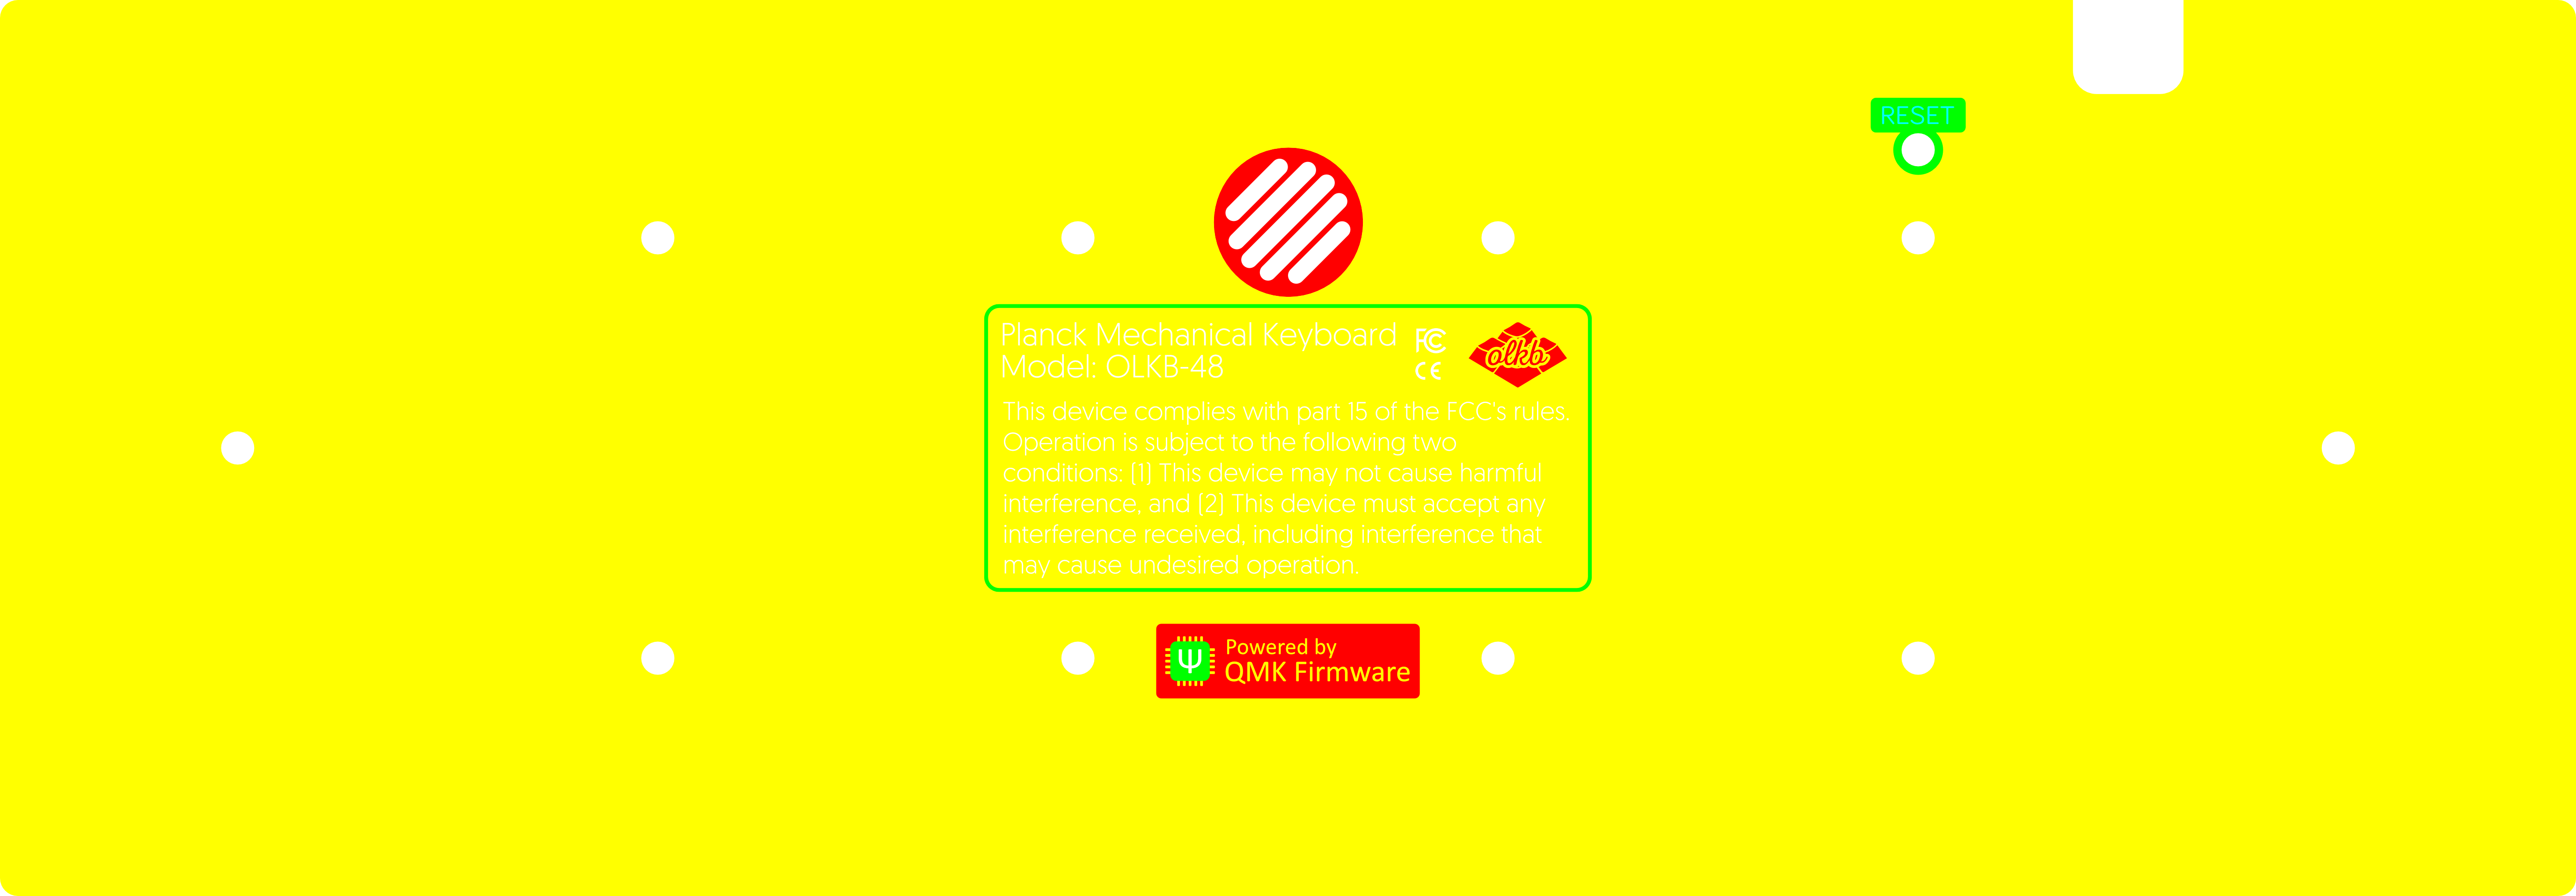 RESET
Planck Mechanical Keyboard
Model: OLKB-48
FC
CE
olkb
This device complies with part 15 of the FCC's rules.
Operation is subject to the following two
conditions: (1) This device may not cause harmful
interference, and (2) This device must accept any
interference received, including interference that
may cause undesired operation.
Powered by
QMK Firmware